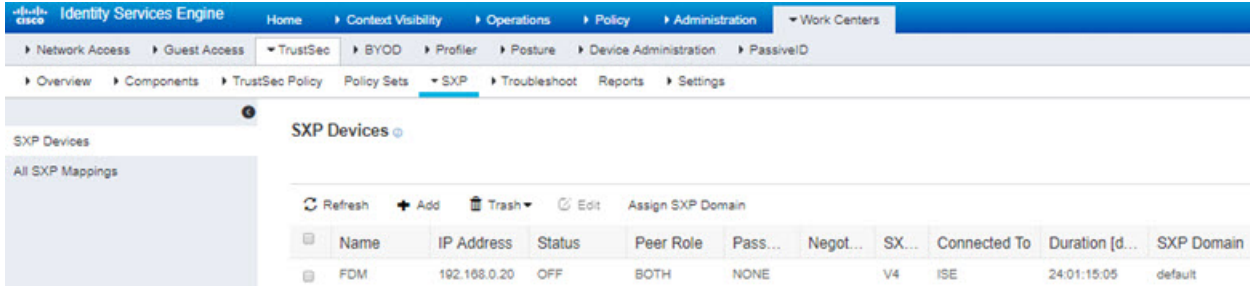 cisco Identity Services Engine Home Context Visibility Operations Policy Administration Work Centers
Network Access Guest Access TrustSec BYOD Profiler Posture Device Administration PassiveID
Overview Components TrustSec Policy Policy Sets SXP Troubleshoot Reports Settings
SXP Devices
All SXP Mappings
SXP Devices
Refresh Add Trash Edit Assign SXP Domain
Name IP Address Status Peer Role Pass... Negot... SX... Connected To Duration [d... SXP Domain
FDM 192.168.0.20 OFF BOTH NONE V4 ISE 24:01:15:05 default